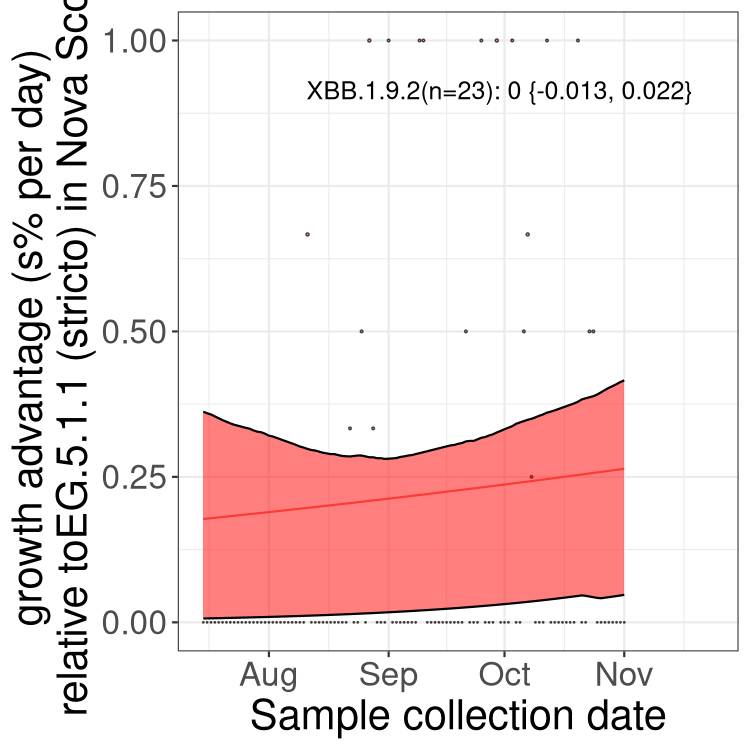 growth advantage (s% per day)
relative toEG.5.1.1 (stricto) in Nova
1.00
0.75
0.50
0.25
0.00
XBB.1.9.2(n=23): 0 {-0.013, 0.022}
Aug Sep Oct Nov
Sample collection date